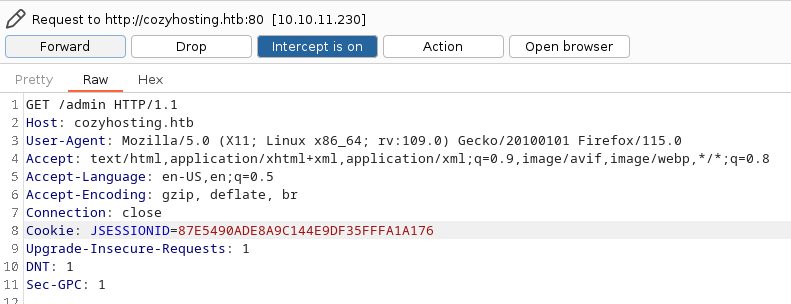 Request to http://cozyhosting.htb:80 [10.10.11.230]
Forward Drop Intercept is on Action Open browser
Pretty Raw Hex
1 GET /admin HTTP/1.1
2 Host: cozyhosting.htb
3 User-Agent: Mozilla/5.0 (X11; Linux x86_64; rv:109.0) Gecko/20100101 Firefox/115.0
4 Accept: text/html,application/xhtml+xml,application/xml;q=0.9,image/avif,image/webp,*/*;q=0.8
5 Accept-Language: en-US,en;q=0.5
6 Accept-Encoding: gzip, deflate, br
7 Connection: close
8 Cookie: JSESSIONID=87E5490ADE8A9C144E9DF35FFFA1A176
9 Upgrade-Insecure-Requests: 1
10 DNT: 1
11 Sec-GPC: 1
12